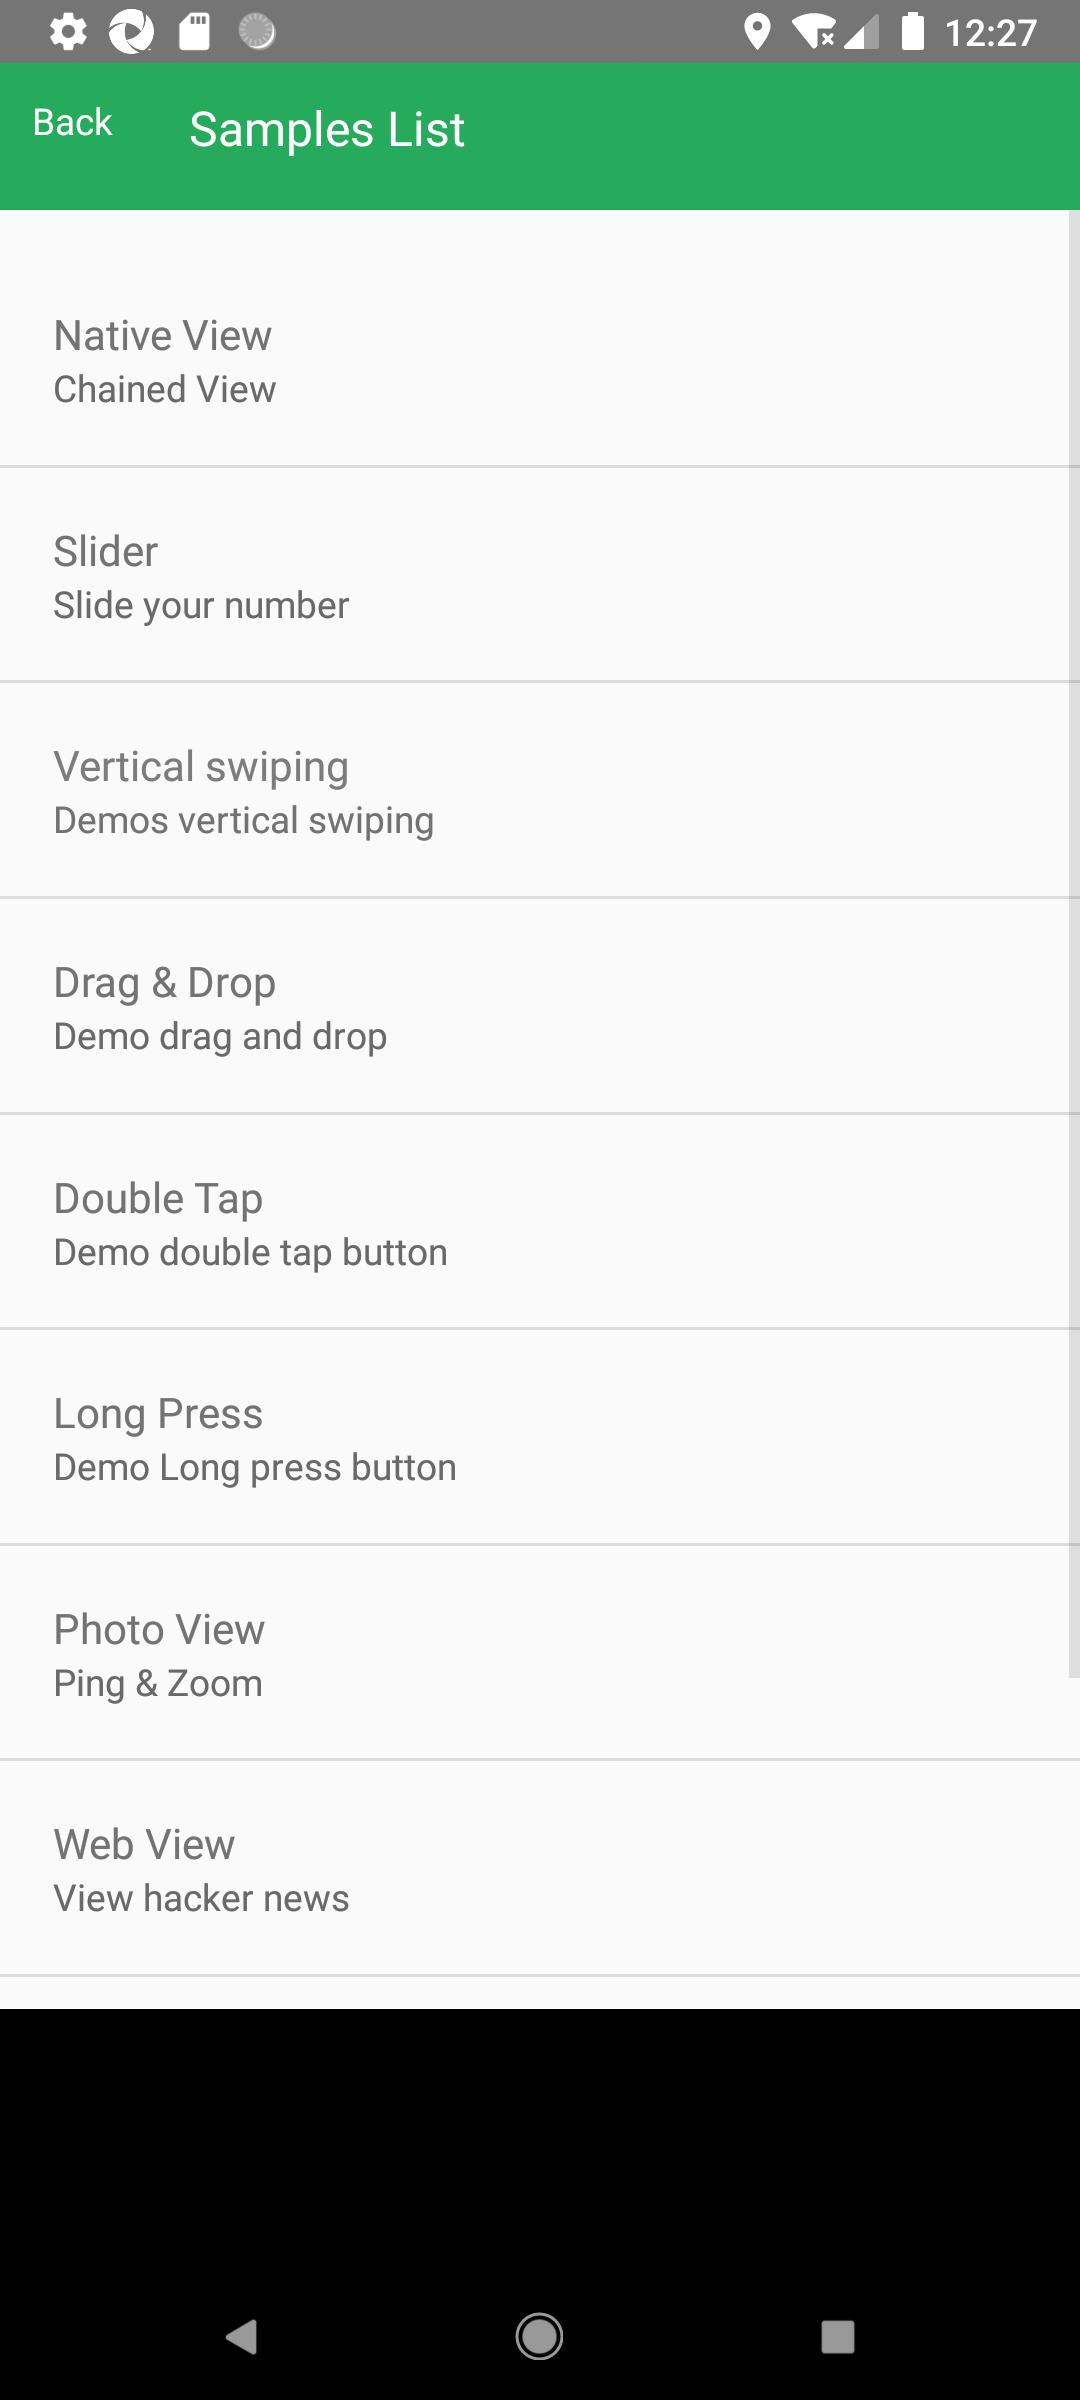 12:27
Back
Samples List
Native View
Chained View
Slider
Slide your number
Vertical swiping
Demos vertical swiping
Drag & Drop
Demo drag and drop
Double Tap
Demo double tap button
Long Press
Demo Long press button
Photo View
Ping & Zoom
Web View
View hacker news